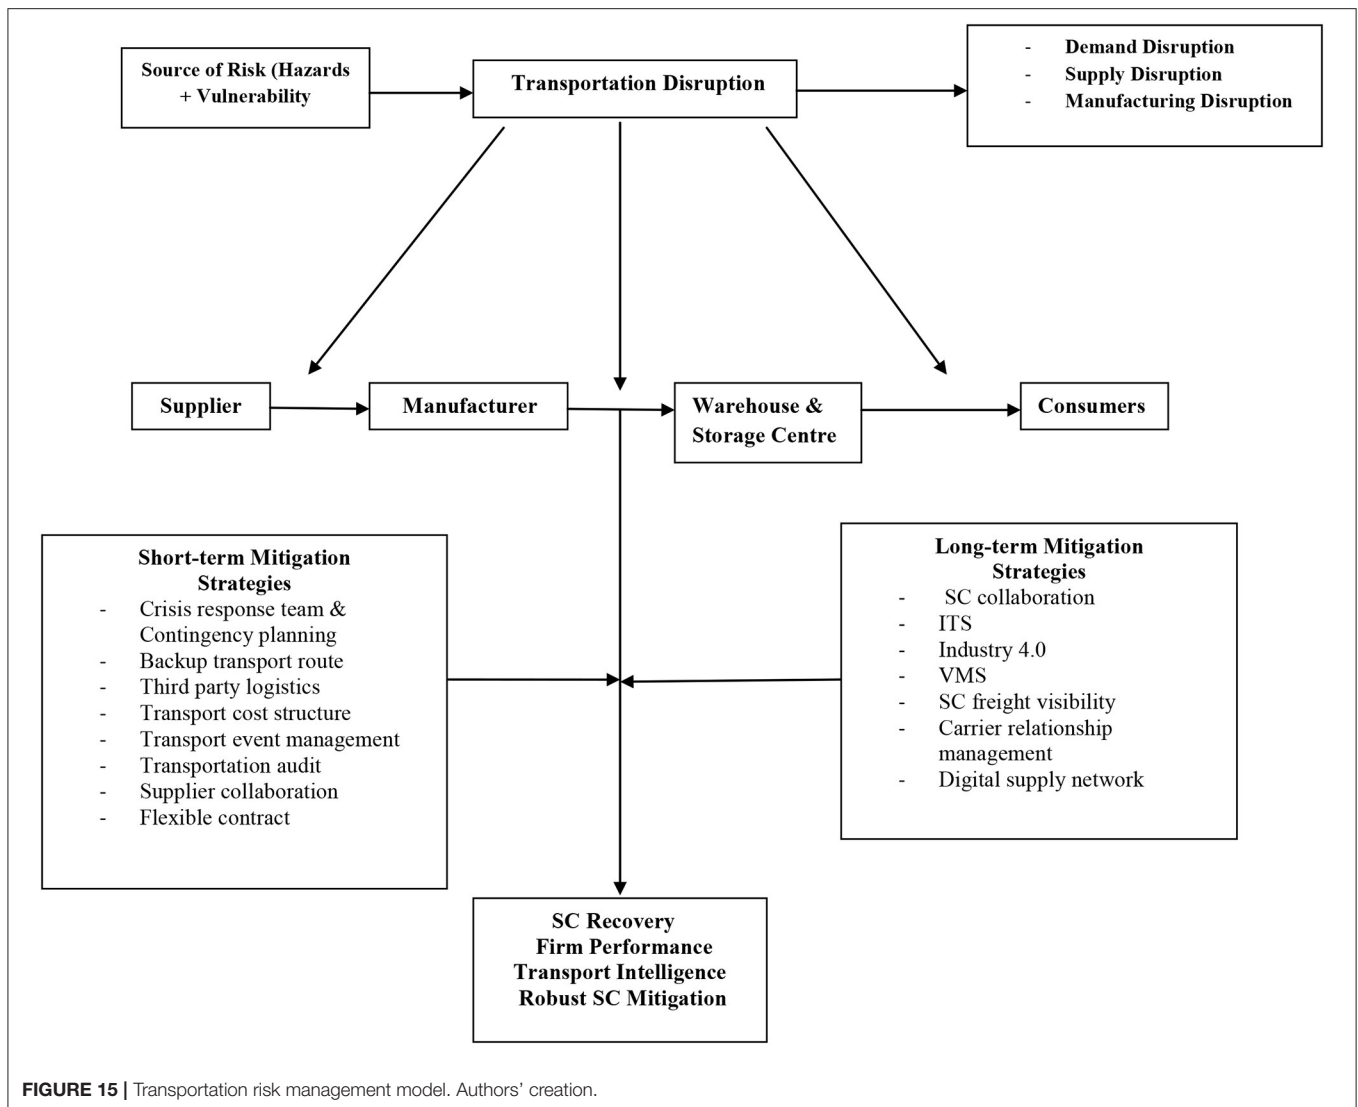 Source of Risk (Hazards
+ Vulnerability
Transportation Disruption
- Demand Disruption
- Supply Disruption
- Manufacturing Disruption
Supplier
Manufacturer
Warehouse &
Storage Centre
Consumers
Short-term Mitigation
Strategies
- Crisis response team &
Contingency planning
- Backup transport route
- Third party logistics
- Transport cost structure
- Transport event management
- Transportation audit
- Supplier collaboration
- Flexible contract
Long-term Mitigation
Strategies
- SC collaboration
- ITS
- Industry 4.0
- VMS
- SC freight visibility
- Carrier relationship
management
- Digital supply network
SC Recovery
Firm Performance
Transport Intelligence
Robust SC Mitigation
FIGURE 15 | Transportation risk management model. Authors' creation.